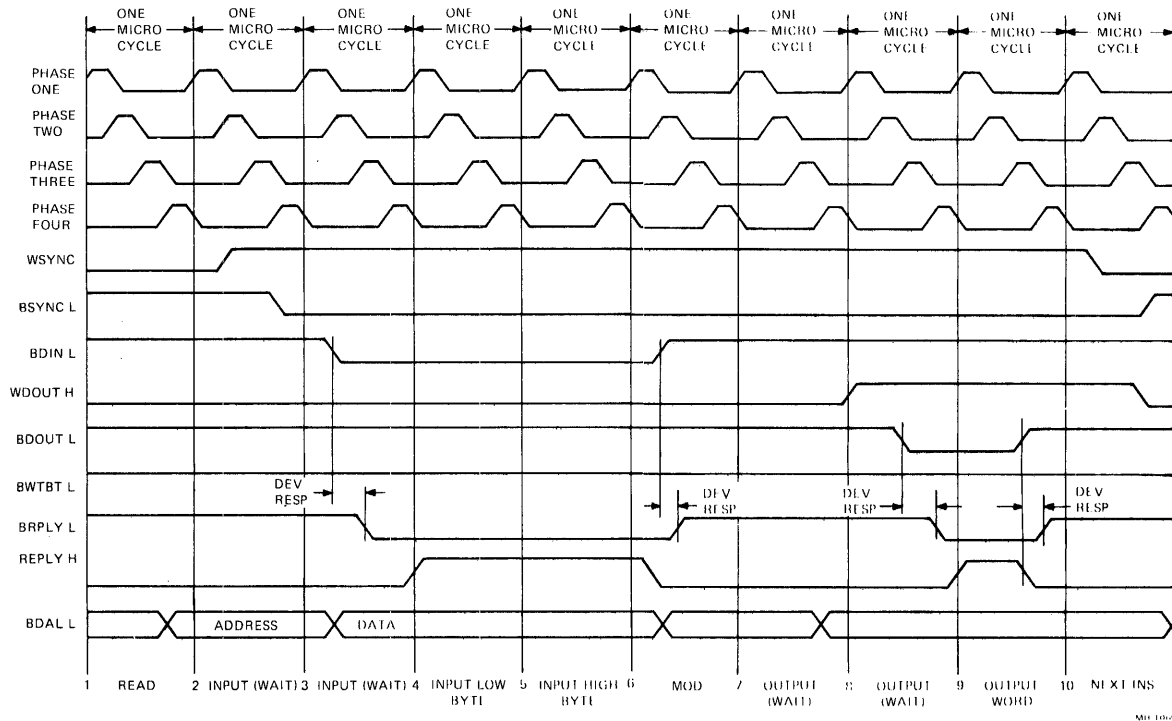 ONE MICRO CYCLE
ONE MICRO CYCLE
ONE MICRO CYCLE
ONE MICRO CYCLE
ONE MICRO CYCLE
ONE MICRO CYCLE
ONE MICRO CYCLE
ONE MICRO CYCLE
ONE MICRO CYCLE
ONE MICRO CYCLE
PHASE ONE
PHASE TWO
PHASE THREE
PHASE FOUR
WSYNC
BSYNC L
BDIN L
WDOUT H
BDOUT L
BWTBT L
DEV RESP
DEV RESP
DEV RESP
DEV RESP
BRPLY L
REPLY H
BDAL L
ADDRESS
DATA
1 READ
2 INPUT (WAIT)
3 INPUT (WAIT)
4 INPUT LOW BYTE
5 INPUT HIGH BYTE
6 MOD
7 OUTPUT (WAIT)
8 OUTPUT (WAIT)
9 OUTPUT WORD
10 NEXT INS